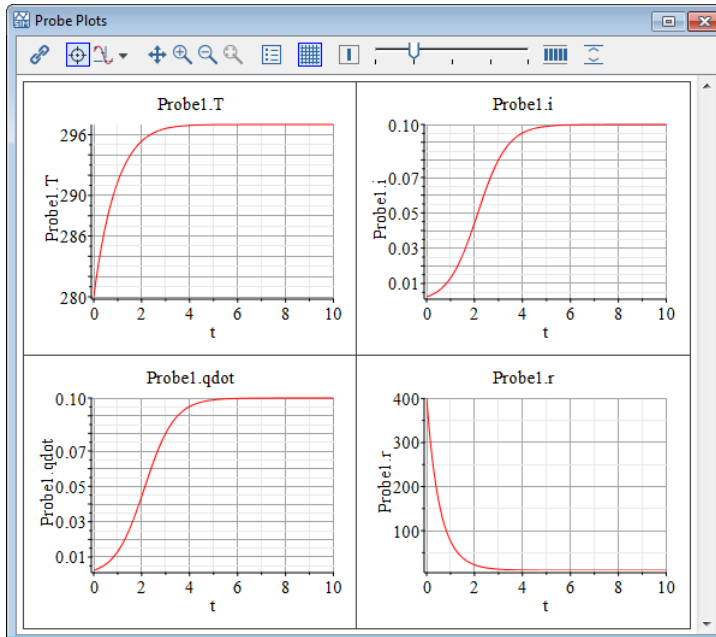 Probe Plots
SIM
Probe1.T
296
290
286
280
Probe1.T
0 2 4 6 8 10
t
Probe1.i
0.10
0.07
0.05
0.03
0.01
Probe1.i
0 2 4 6 8 10
t
Probe1.qdot
0.10
0.07
0.05
0.03
0.01
Probe1.qdot
0 2 4 6 8 10
t
Probe1.r
400
300
200
100
Probe1.r
0 2 4 6 8 10
t